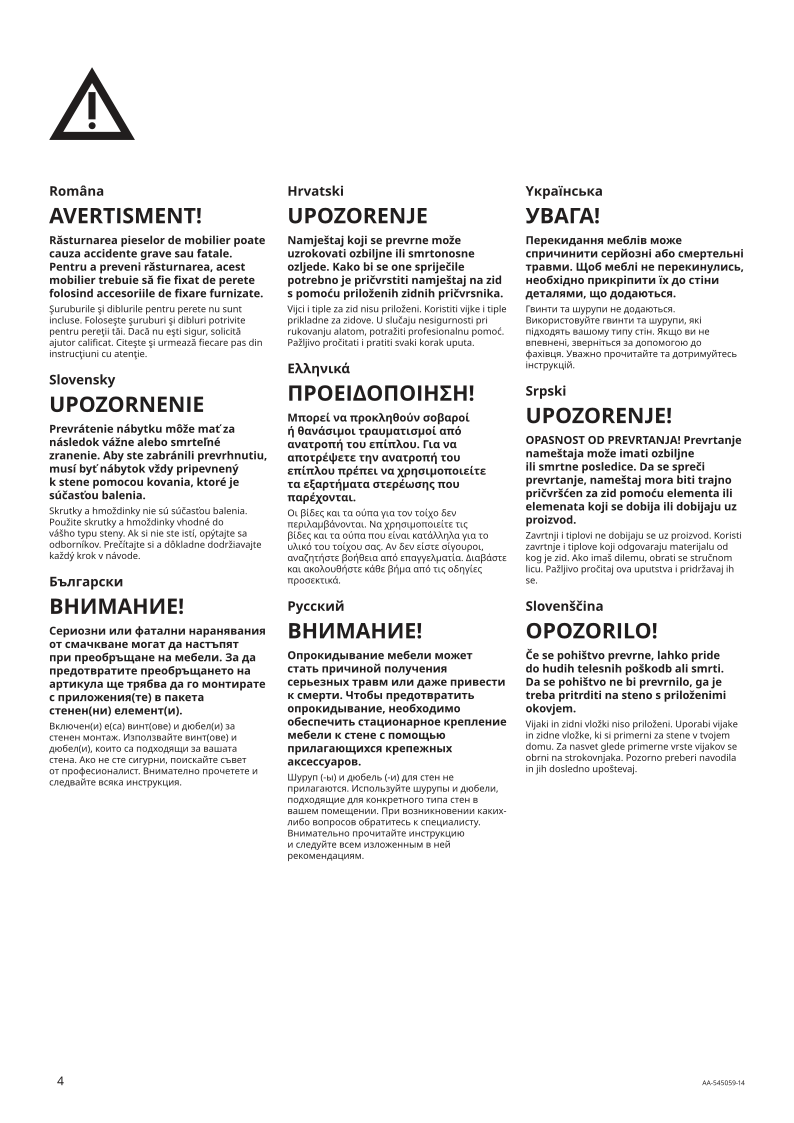 Româna
AVERTISMENT!
Răsturnarea pieselor de mobilier poate
cauza accidente grave sau fatale.
Pentru a preveni răsturnarea, acest
mobilier trebuie să fie fixat de perete
folosind accesoriile de fixare furnizate.
Şuruburile şi diblurile pentru perete nu sunt
incluse. Foloseşte şuruburi şi dibluri potrivite
pentru pereţii tăi. Dacă nu eşti sigur, solicită
ajutor calificat. Citeşte şi urmează fiecare pas din
instrucţiuni cu atenţie.
Slovensky
UPOZORNENIE
Prevrátenie nábytku môže mať za
následok vážne alebo smrteľné
zranenie. Aby ste zabránili prevrhnutiu,
musí byť nábytok vždy pripevnený
k stene pomocou kovania, ktoré je
súčasťou balenia.
Skrutky a hmoždinky nie sú súčasťou balenia.
Použite skrutky a hmoždinky vhodné do
vášho typu steny. Ak si nie ste istí, opýtajte sa
odborníkov. Prečítajte si a dôkladne dodržiavajte
každý krok v návode.
Български
ВНИМАНИЕ!
Сериозни или фатални наранявания
от смачкване могат да настъпят
при преобръщане на мебели. За да
предотвратите преобръщането на
артикула ще трябва да го монтирате
с приложения(те) в пакета
стенен(ни) елемент(и).
Включен(и) е(са) винт(ове) и дюбел(и) за
стенен монтаж. Използвайте винт(ове) и
дюбел(и), които са подходящи за вашата
стена. Ако не сте сигурни, поискайте съвет
от професионалист. Внимателно прочетете и
следвайте всяка инструкция.
Hrvatski
UPOZORENJE
Namještaj koji se prevrne može
uzrokovati ozbiljne ili smrtonosne
ozljede. Kako bi se one spriječile
potrebno je pričvrstiti namještaj na zid
s pomoću priloženih zidnih pričvrsnika.
Vijci i tiple za zid nisu priloženi. Koristiti vijke i tiple
prikladne za zidove. U slučaju nesigurnosti pri
rukovanju alatom, potražiti profesionalnu pomoć.
Pažljivo pročitati i pratiti svaki korak uputa.
Ελληνικά
ΠΡΟΕΙΔΟΠΟΙΗΣΗ!
Μπορεί να προκληθούν σοβαροί
ή θανάσιμοι τραυματισμοί από
ανατροπή του επίπλου. Για να
αποτρέψετε την ανατροπή του
επίπλου πρέπει να χρησιμοποιείτε
τα εξαρτήματα στερέωσης που
παρέχονται.
Οι βίδες και τα ούπα για τον τοίχο δεν
περιλαμβάνονται. Να χρησιμοποιείτε τις
βίδες και τα ούπα που είναι κατάλληλα για το
υλικό του τοίχου σας. Αν δεν είστε σίγουροι,
αναζητήστε βοήθεια από επαγγελματία. Διαβάστε
και ακολουθήστε κάθε βήμα από τις οδηγίες
προσεκτικά.
Русский
ВНИМАНИЕ!
Опрокидывание мебели может
стать причиной получения
серьезных травм или даже привести
к смерти. Чтобы предотвратить
опрокидывание, необходимо
обеспечить стационарное крепление
мебели к стене с помощью
прилагающихся крепежных
аксессуаров.
Шуруп (-ы) и дюбель (-и) для стен не
прилагаются. Используйте шурупы и дюбели,
подходящие для конкретного типа стен в
вашем помещении. При возникновении каких-
либо вопросов обратитесь к специалисту.
Внимательно прочитайте инструкцию
и следуйте всем изложенным в ней
рекомендациям.
Yкраїнська
УВАГА!
Перекидання меблів може
спричинити серйозні або смертельні
травми. Щоб меблі не перекинулись,
необхідно прикріпити їх до стіни
деталями, що додаються.
Гвинти та шурупи не додаються.
Використовуйте гвинти та шурупи, які
підходять вашому типу стін. Якщо ви не
впевнені, зверніться за допомогою до
фахівця. Уважно прочитайте та дотримуйтесь
інструкцій.
Srpski
UPOZORENJE!
OPASNOST OD PREVRTANJA! Prevrtanje
nameštaja može imati ozbiljne
ili smrtne posledice. Da se spreči
prevrtanje, nameštaj mora biti trajno
pričvršćen za zid pomoću elementa ili
elemenata koji se dobija ili dobijaju uz
proizvod.
Zavrtnji i tiplovi ne dobijaju se uz proizvod. Koristi
zavrtnje i tiplove koji odgovaraju materijalu od
kog je zid. Ako imaš dilemu, obrati se stručnom
licu. Pažljivo pročitaj ova uputstva i pridržavaj ih
se.
Slovenščina
OPOZORILO!
Če se pohištvo prevrne, lahko pride
do hudih telesnih poškodb ali smrti.
Da se pohištvo ne bi prevrnilo, ga je
treba pritrditi na steno s priloženimi
okovjem.
Vijaki in zidni vložki niso priloženi. Uporabi vijake
in zidne vložke, ki si primerni za stene v tvojem
domu. Za nasvet glede primerne vrste vijakov se
obrni na strokovnjaka. Pozorno preberi navodila
in jih dosledno upoštevaj.
4
AA-545059-14